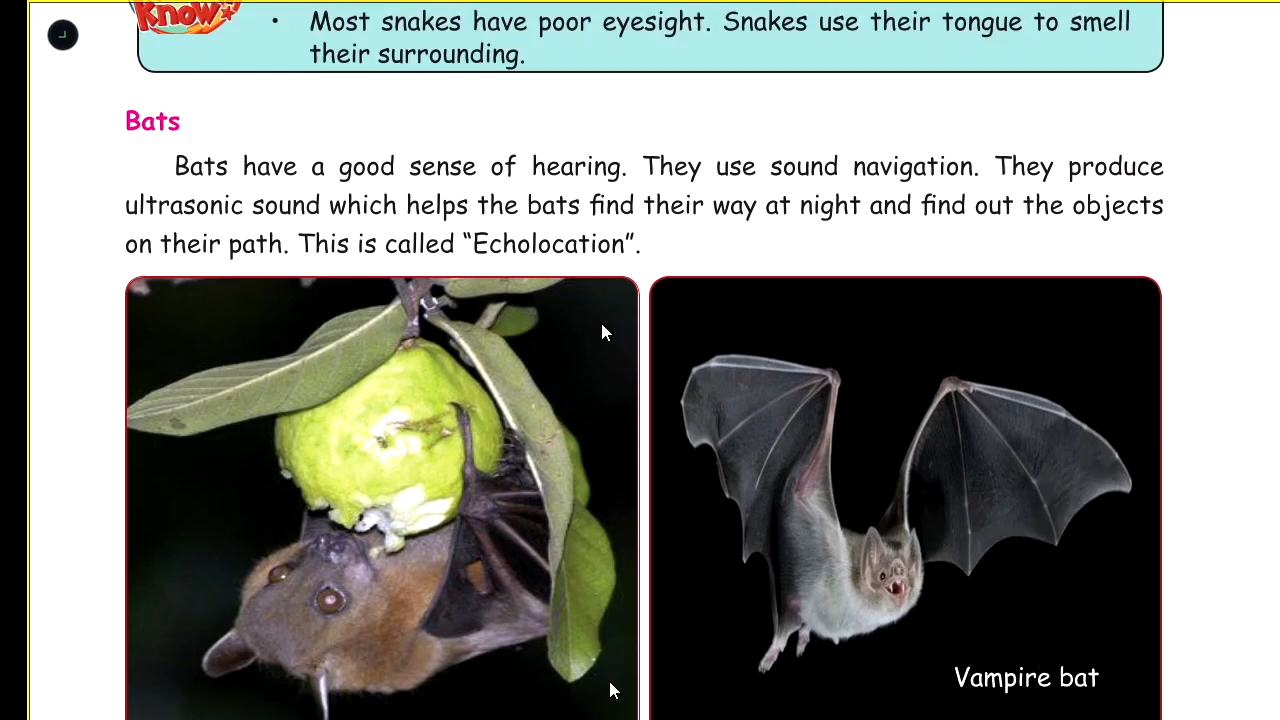 Know
• Most snakes have poor eyesight. Snakes use their tongue to smell
their surrounding.
Bats
Bats have a good sense of hearing. They use sound navigation. They produce
ultrasonic sound which helps the bats find their way at night and find out the objects
on their path. This is called “Echolocation”.
Vampire bat